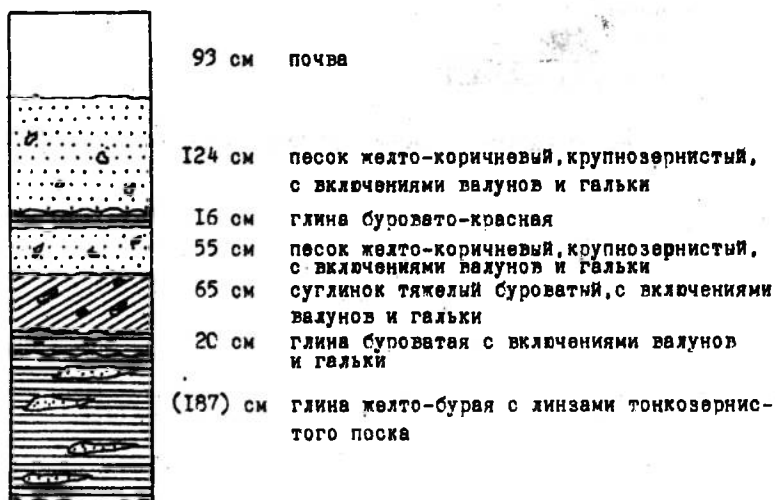 93 см почва
I24 см песок желто-коричневый,крупнозернистый,
с включениями валунов и гальки
I6 см глина буровато-красная
55 см песок желто-коричневый,крупнозернистый,
с включениями валунов и гальки
65 см суглинок тяжелый буроватый,с включениями
валунов и гальки
20 см глина буроватая с включениями валунов
и гальки
(I87) см глина желто-бурая с линзами тонкозернис-
того поска